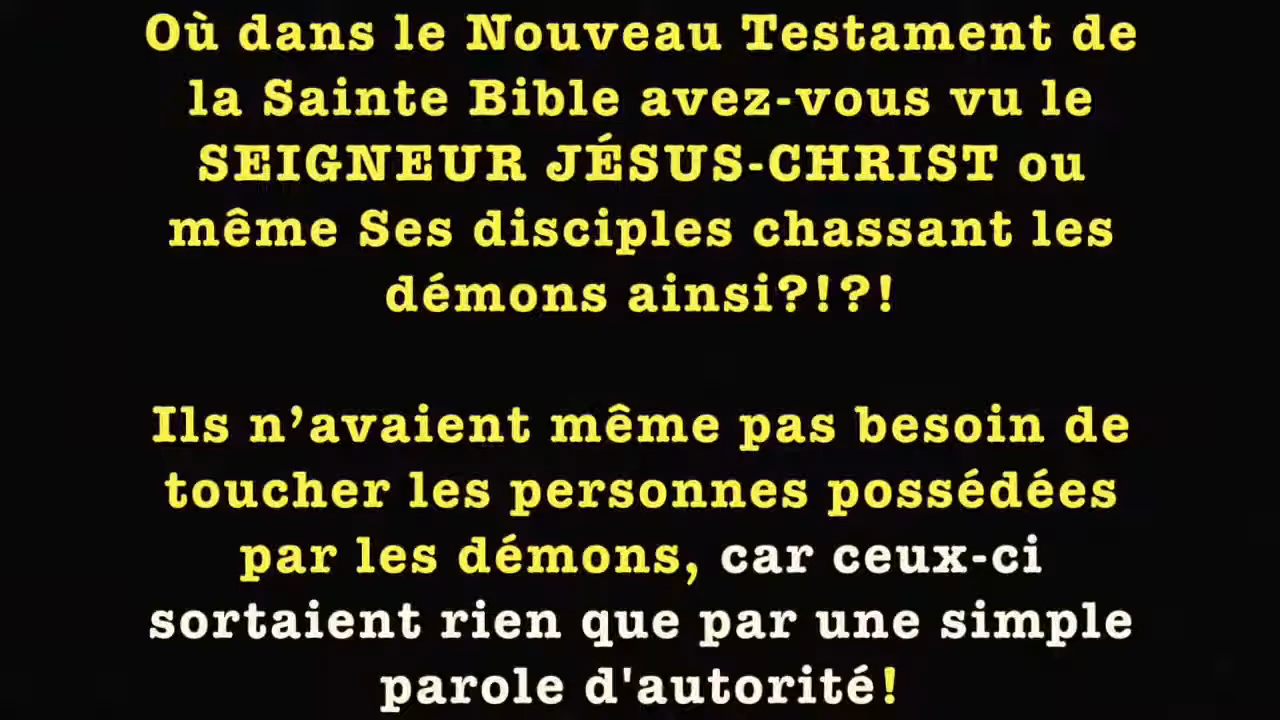 Où dans le Nouveau Testament de
la Sainte Bible avez-vous vu le
SEIGNEUR JÉSUS-CHRIST ou
même Ses disciples chassant les
démons ainsi?!?!
Ils n’avaient même pas besoin de
toucher les personnes possédées
par les démons, car ceux-ci
sortaient rien que par une simple
parole d'autorité!